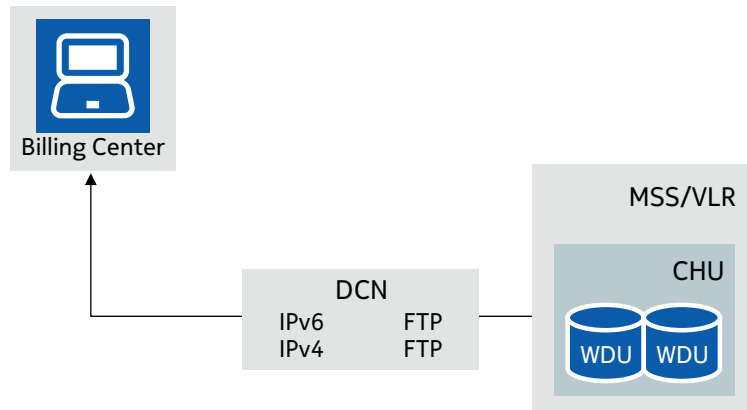 Billing Center
MSS/VLR
CHU
DCN
IPv6 FTP
IPv4 FTP
WDU WDU